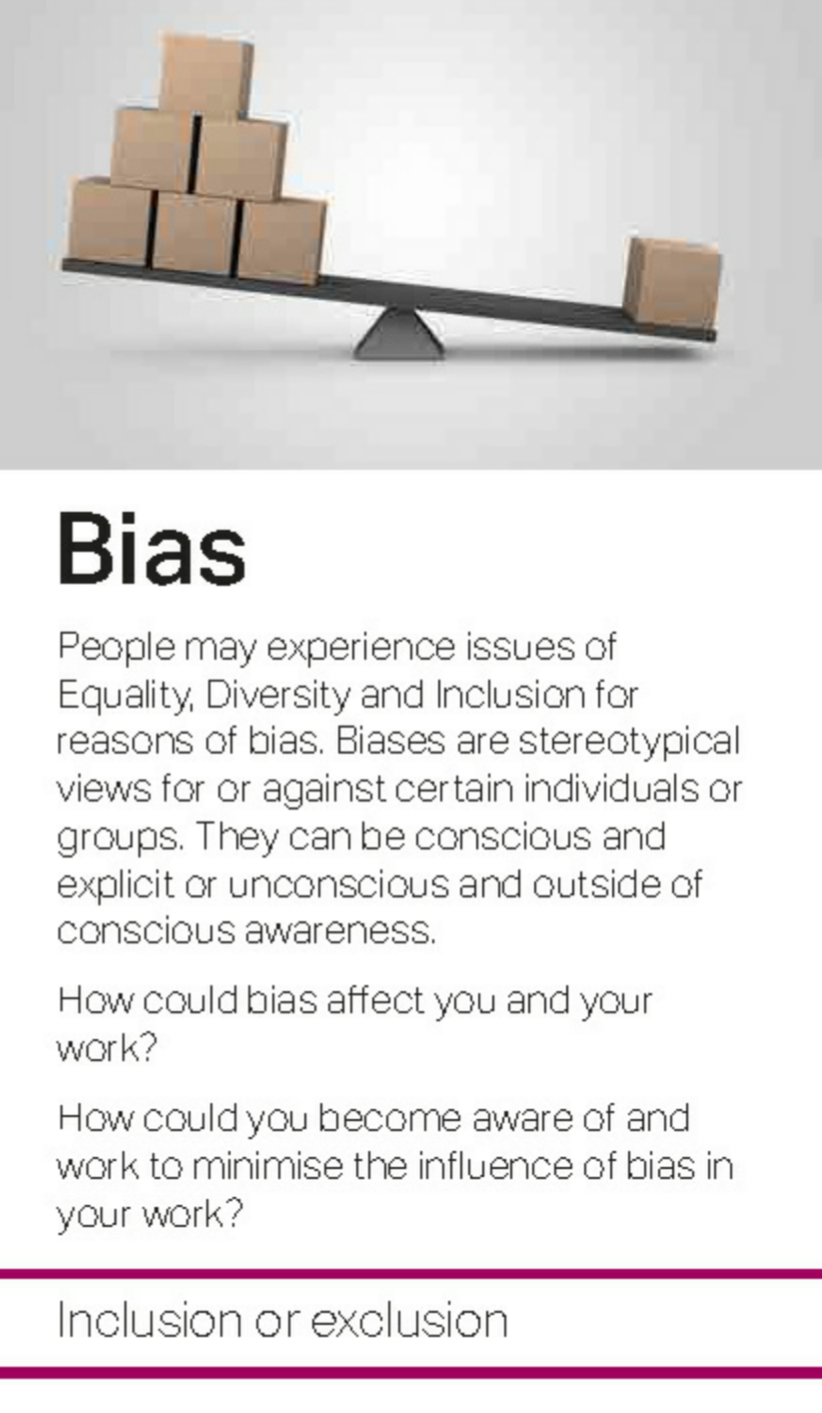 Bias
People may experience issues of
Equality, Diversity and Inclusion for
reasons of bias. Biases are stereotypical
views for or against certain individuals or
groups. They can be conscious and
explicit or unconscious and outside of
conscious awareness.
How could bias affect you and your
work?
How could you become aware of and
work to minimise the influence of bias in
your work?
Inclusion or exclusion